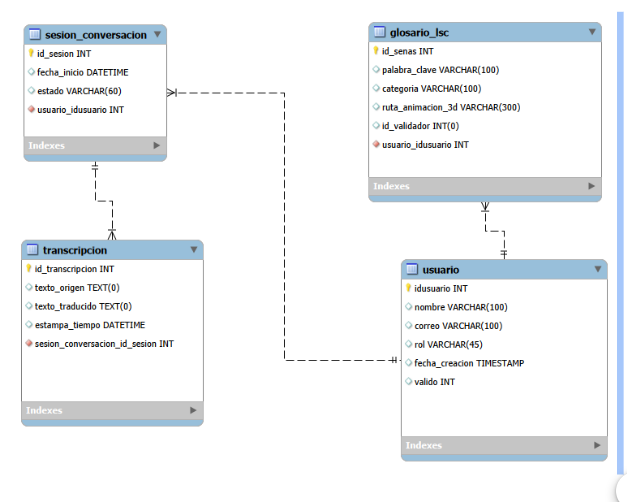 sesion_conversacion
id_sesion INT
fecha_inicio DATETIME
estado VARCHAR(60)
usuario_idusuario INT
Indexes
glosario_lsc
id_senas INT
palabra_clave VARCHAR(100)
categoria VARCHAR(100)
ruta_animacion_3d VARCHAR(300)
id_validador INT(0)
usuario_idusuario INT
Indexes
transcripcion
id_transcripcion INT
texto_origen TEXT(0)
texto_traducido TEXT(0)
estampa_tiempo DATETIME
sesion_conversacion_id_sesion INT
Indexes
usuario
idusuario INT
nombre VARCHAR(100)
correo VARCHAR(100)
rol VARCHAR(45)
fecha_creacion TIMESTAMP
valido INT
Indexes